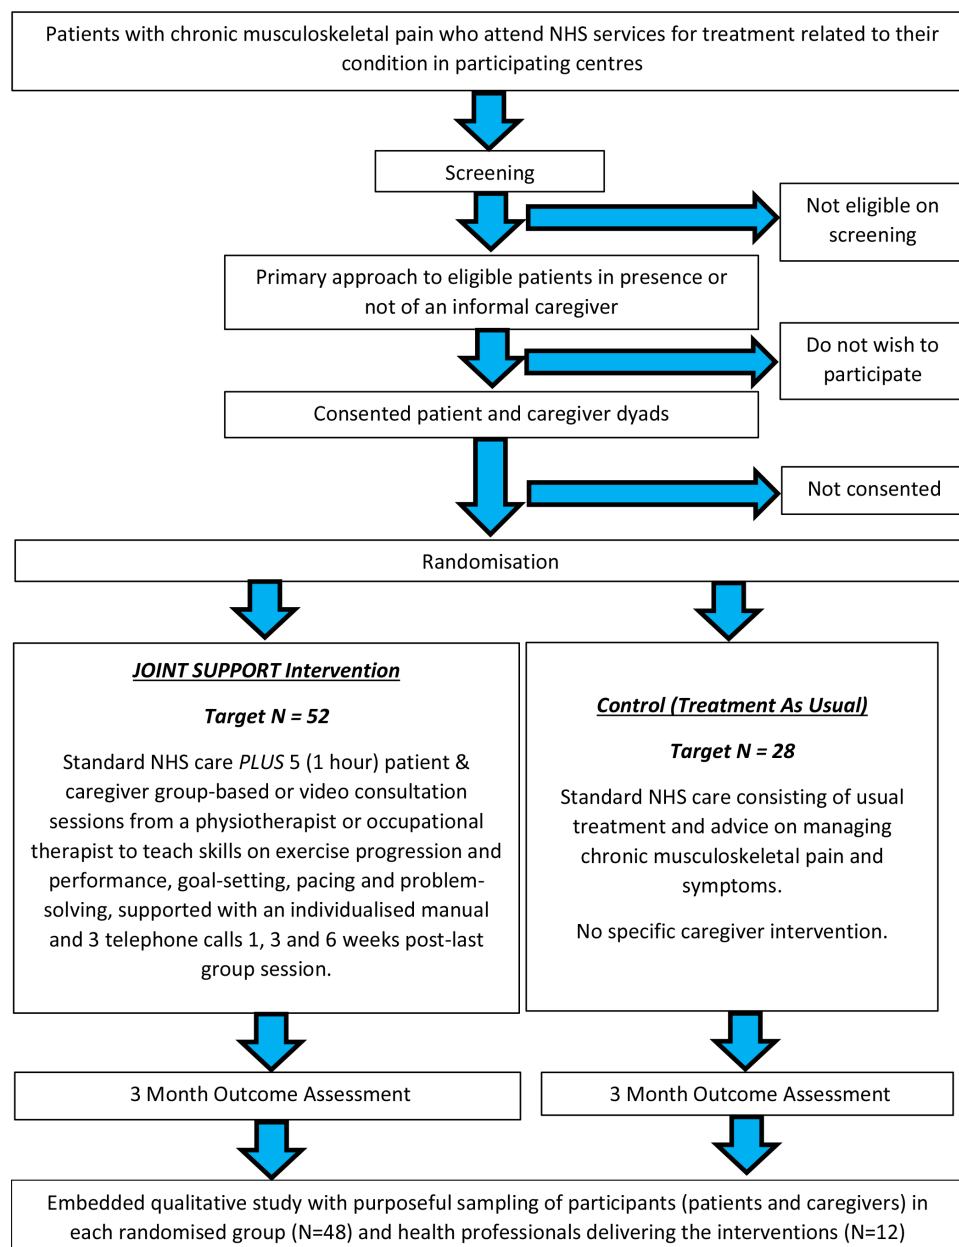 Patients with chronic musculoskeletal pain who attend NHS services for treatment related to their
condition in participating centres
Screening
Not eligible on
screening
Primary approach to eligible patients in presence or
not of an informal caregiver
Do not wish to
participate
Consented patient and caregiver dyads
Not consented
Randomisation
JOINT SUPPORT Intervention
Target N = 52
Standard NHS care PLUS 5 (1 hour) patient &
caregiver group-based or video consultation
sessions from a physiotherapist or occupational
therapist to teach skills on exercise progression and
performance, goal-setting, pacing and problem-
solving, supported with an individualised manual
and 3 telephone calls 1, 3 and 6 weeks post-last
group session.
Control (Treatment As Usual)
Target N = 28
Standard NHS care consisting of usual
treatment and advice on managing
chronic musculoskeletal pain and
symptoms.
No specific caregiver intervention.
3 Month Outcome Assessment
3 Month Outcome Assessment
Embedded qualitative study with purposeful sampling of participants (patients and caregivers) in
each randomised group (N=48) and health professionals delivering the interventions (N=12)